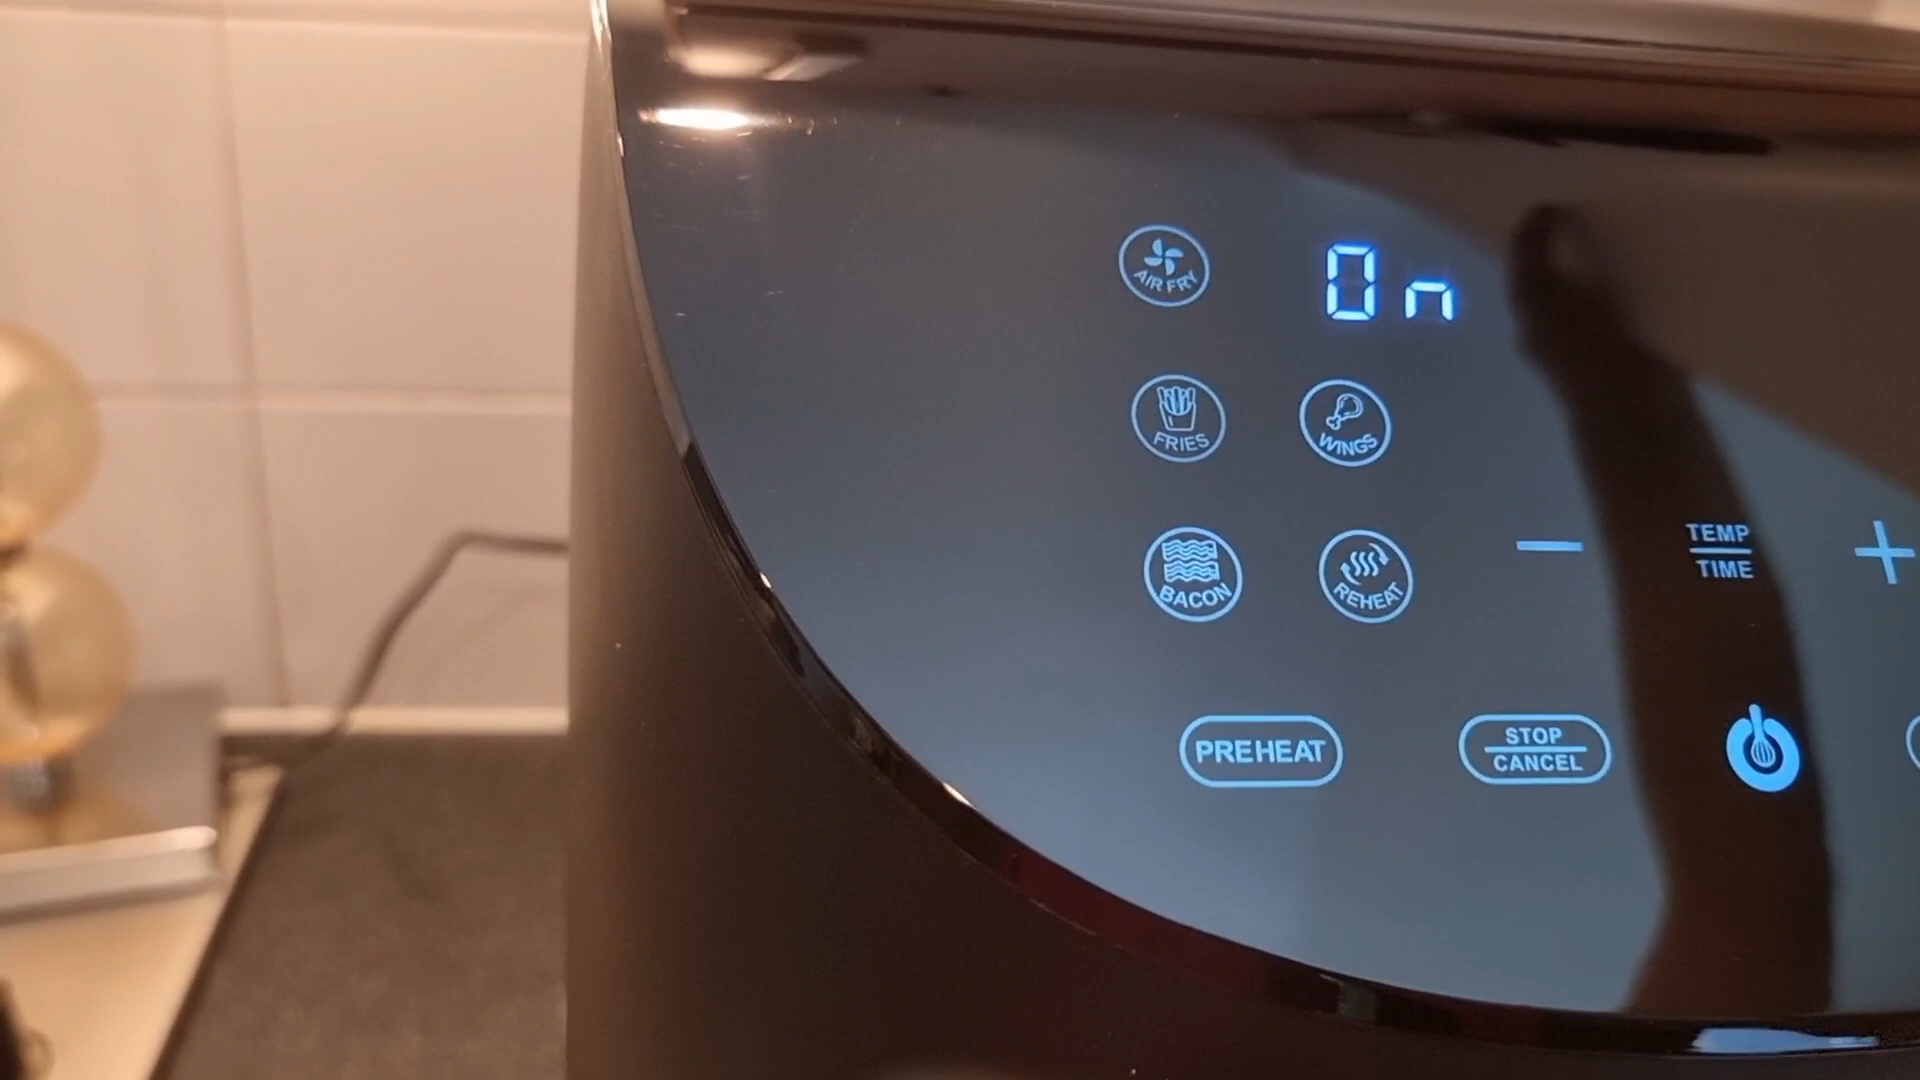 AIR FRY
On
FRIES
WINGS
BACON
REHEAT
TEMP
TIME
PREHEAT
STOP
CANCEL